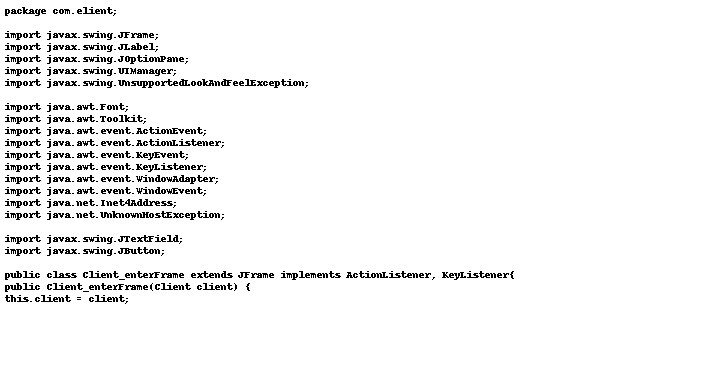 package com.elient;
import javax.swing.JFrame;
import javax.swing.JLabel;
import javax.swing.JOptionPane;
import javax.swing.UIManager;
import javax.swing.UnsupportedLookAndFeelException;
import java.awt.Font;
import java.awt.Toolkit;
import java.awt.event.ActionEvent;
import java.awt.event.ActionListener;
import java.awt.event.KeyEvent;
import java.awt.event.KeyListener;
import java.awt.event.WindowAdapter;
import java.awt.event.WindowEvent;
import java.net.Inet4Address;
import java.net.UnknownHostException;
import javax.swing.JTextField;
import javax.swing.JButton;
public class Client_enterFrame extends JFrame implements ActionListener, KeyListener{
public Client_enterFrame(Client client) {
this.client = client;